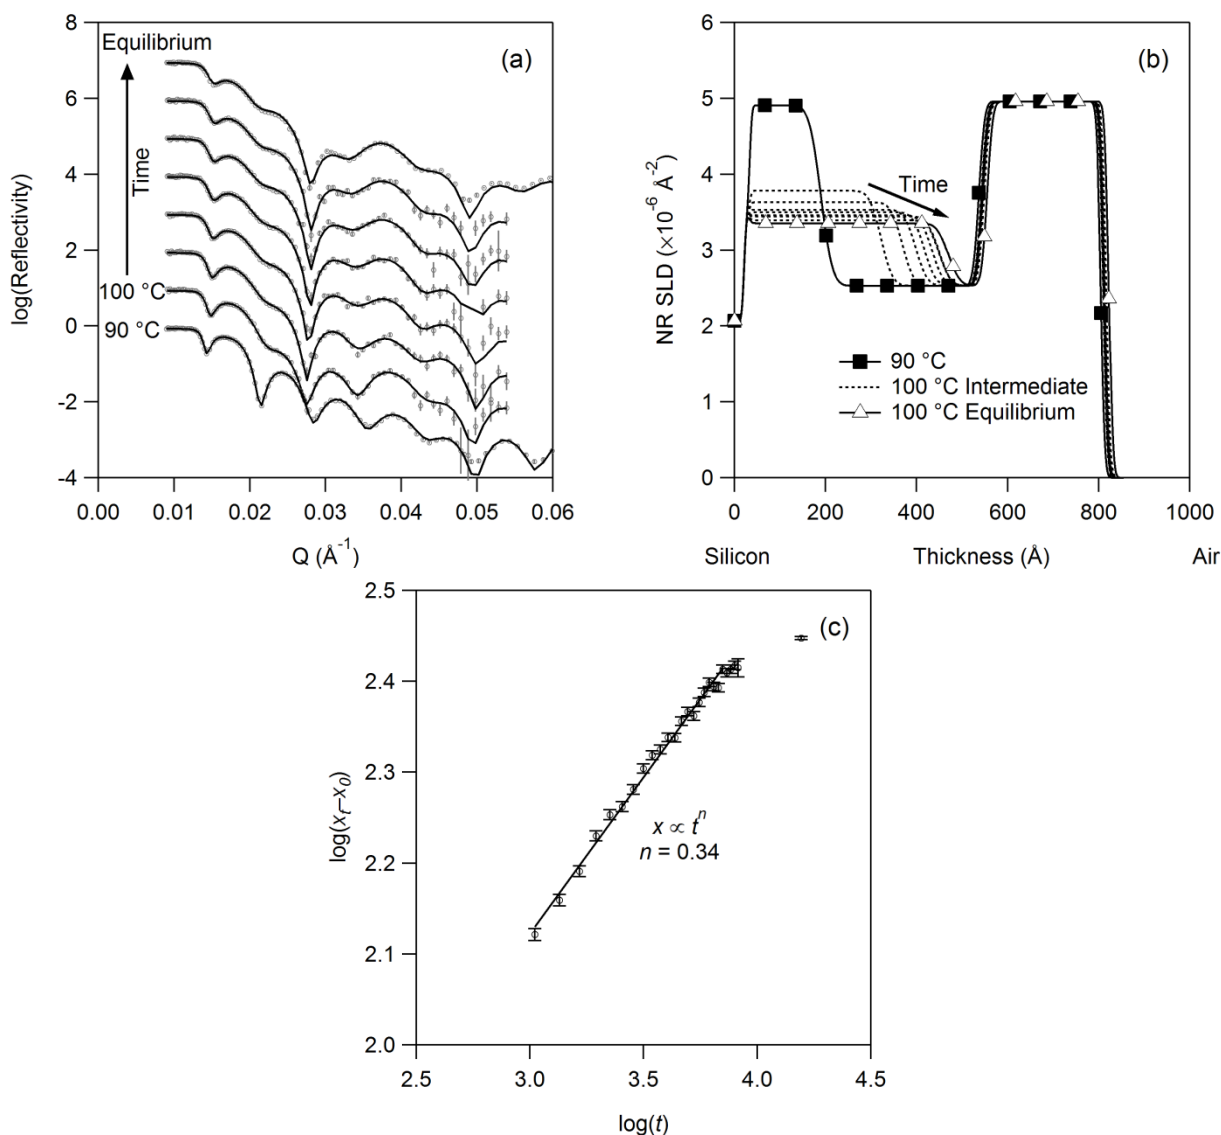 8
6
4
2
0
-2
-4
log(Reflectivity)
Equilibrium
Time
100 °C
90 °C
(a)
0.00 0.01 0.02 0.03 0.04 0.05 0.06
Q (Å-1)
6
5
4
3
2
1
0
NR SLD (×10-6 Å-2)
(b)
Time
90 °C
100 °C Intermediate
100 °C Equilibrium
0 200 400 600 800 1000
Silicon Thickness (Å) Air
2.5
2.4
2.3
2.2
2.1
2.0
log(xt–x0)
(c)
x ∝ tn
n = 0.34
2.5 3.0 3.5 4.0 4.5
log(t)